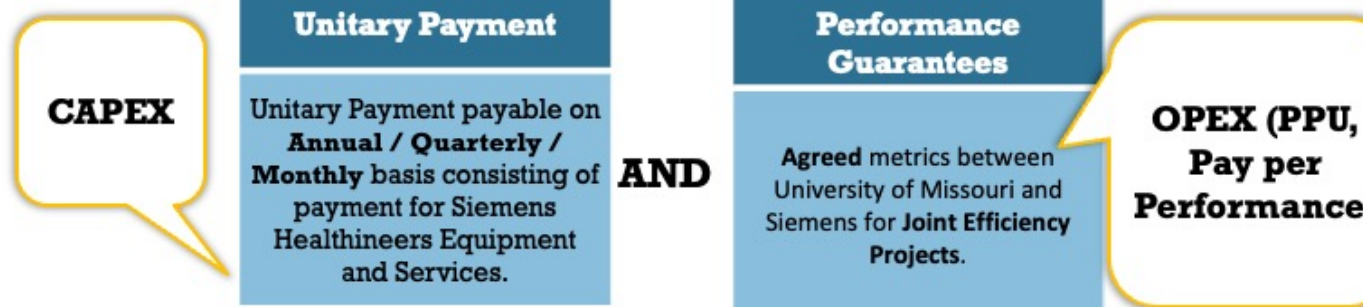 CAPEX
Unitary Payment
Unitary Payment payable on
Annual / Quarterly /
Monthly basis consisting of
payment for Siemens
Healthineers Equipment
and Services.
AND
Performance
Guarantees
Agreed metrics between
University of Missouri and
Siemens for Joint Efficiency
Projects.
OPEX (PPU,
Pay per
Performance